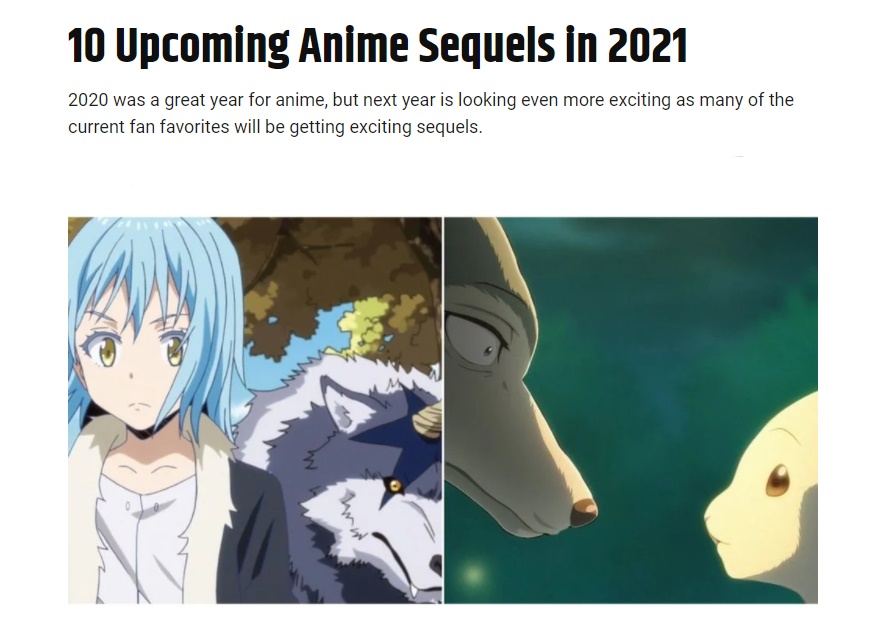 10 Upcoming Anime Sequels in 2021
2020 was a great year for anime, but next year is looking even more exciting as many of the
current fan favorites will be getting exciting sequels.